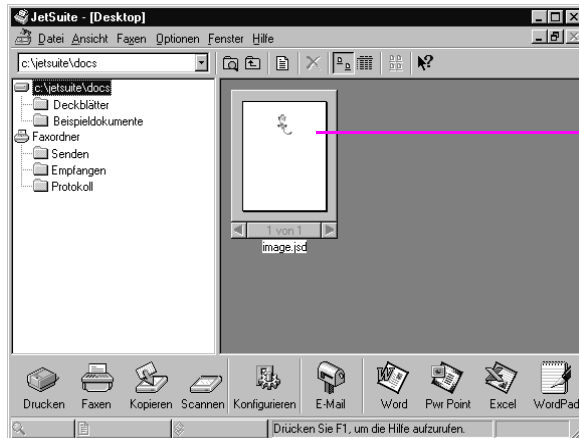 JetSuite - [Desktop]
Datei Ansicht Faxen Optionen Fenster Hilfe
c:\jetsuite\docs
c:\jetsuite\docs
Deckblätter
Beispieldokumente
Faxordner
Senden
Empfangen
Protokoll
1 von 1
image.jsd
Drucken Faxen Kopieren Scannen Konfigurieren E-Mail Word Pwr Point Excel WordPad
Drücken Sie F1, um die Hilfe aufzurufen.